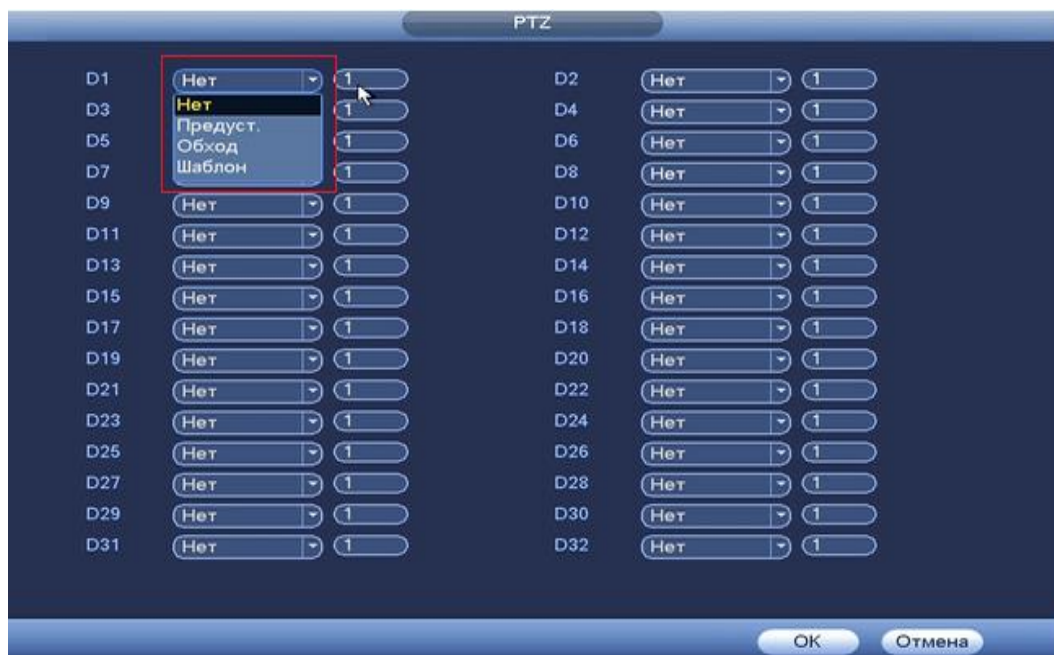 PTZ
D1 Нет 1 D2 Нет 1
Нет
Предуст.
Обход
Шаблон
D3 1 D4 Нет 1
D5 1 D6 Нет 1
D7 1 D8 Нет 1
D9 Нет 1 D10 Нет 1
D11 Нет 1 D12 Нет 1
D13 Нет 1 D14 Нет 1
D15 Нет 1 D16 Нет 1
D17 Нет 1 D18 Нет 1
D19 Нет 1 D20 Нет 1
D21 Нет 1 D22 Нет 1
D23 Нет 1 D24 Нет 1
D25 Нет 1 D26 Нет 1
D27 Нет 1 D28 Нет 1
D29 Нет 1 D30 Нет 1
D31 Нет 1 D32 Нет 1
OK Отмена